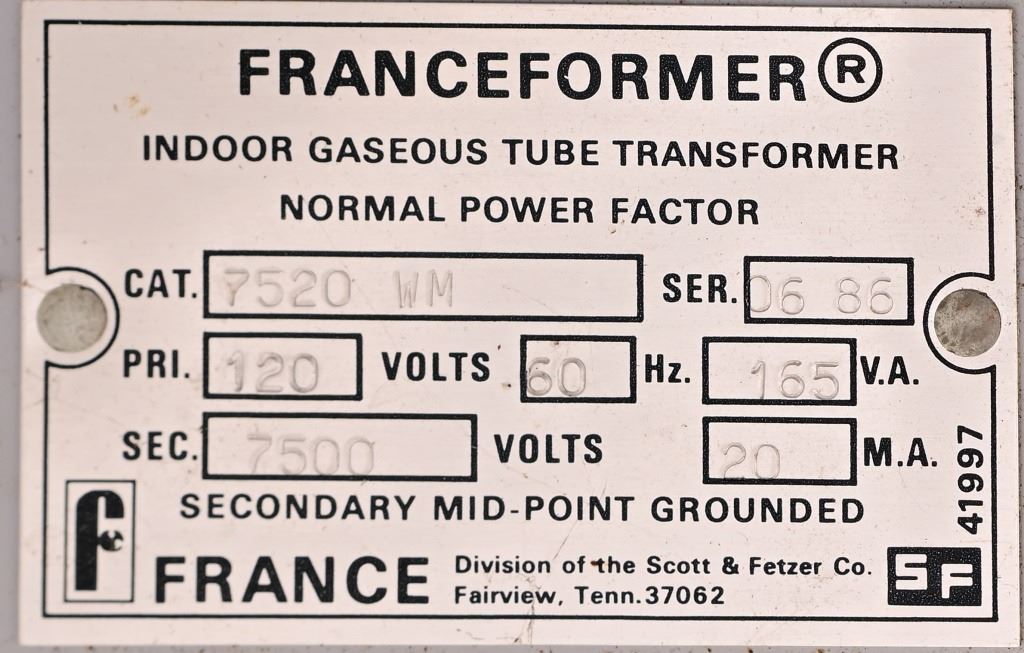 FRANCEFORMER®
INDOOR GASEOUS TUBE TRANSFORMER
NORMAL POWER FACTOR
CAT. 7520 WM SER. 06 86
PRI. 120 VOLTS 60 Hz. 165 V.A.
SEC. 7500 VOLTS 20 M.A.
SECONDARY MID-POINT GROUNDED
41997
f
FRANCE Division of the Scott & Fetzer Co.
Fairview, Tenn. 37062
SF